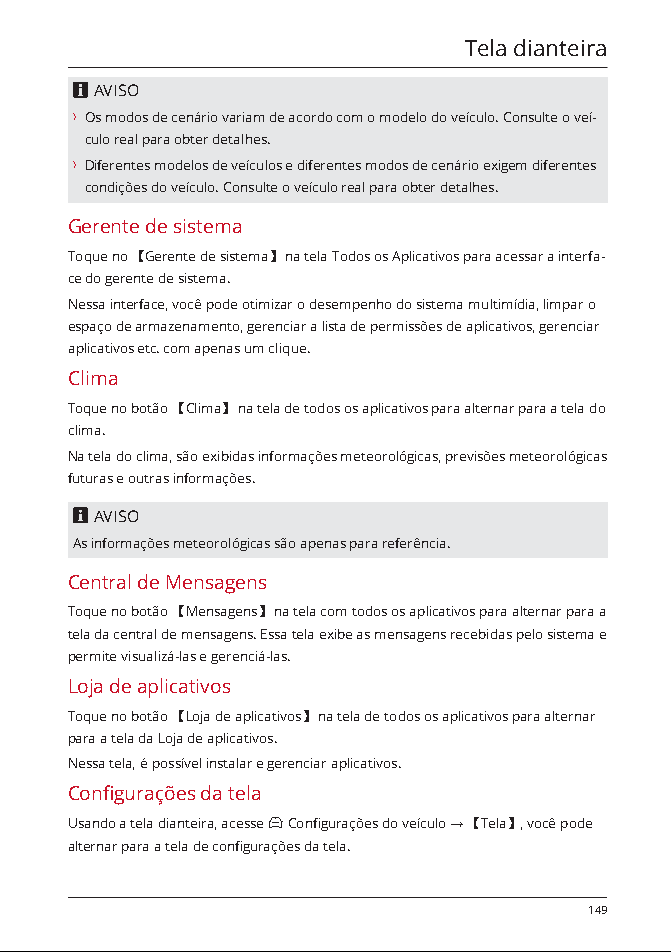 Tela dianteira
AVISO
› Os modos de cenário variam de acordo com o modelo do veículo. Consulte o veí-
culo real para obter detalhes.
› Diferentes modelos de veículos e diferentes modos de cenário exigem diferentes
condições do veículo. Consulte o veículo real para obter detalhes.
Gerente de sistema
Toque no 【Gerente de sistema】 na tela Todos os Aplicativos para acessar a interfa-
ce do gerente de sistema.
Nessa interface, você pode otimizar o desempenho do sistema multimídia, limpar o
espaço de armazenamento, gerenciar a lista de permissões de aplicativos, gerenciar
aplicativos etc. com apenas um clique.
Clima
Toque no botão 【Clima】 na tela de todos os aplicativos para alternar para a tela do
clima.
Na tela do clima, são exibidas informações meteorológicas, previsões meteorológicas
futuras e outras informações.
AVISO
As informações meteorológicas são apenas para referência.
Central de Mensagens
Toque no botão 【Mensagens】 na tela com todos os aplicativos para alternar para a
tela da central de mensagens. Essa tela exibe as mensagens recebidas pelo sistema e
permite visualizá-las e gerenciá-las.
Loja de aplicativos
Toque no botão 【Loja de aplicativos】 na tela de todos os aplicativos para alternar
para a tela da Loja de aplicativos.
Nessa tela, é possível instalar e gerenciar aplicativos.
Configurações da tela
Usando a tela dianteira, acesse Configurações do veículo → 【Tela】, você pode
alternar para a tela de configurações da tela.
149